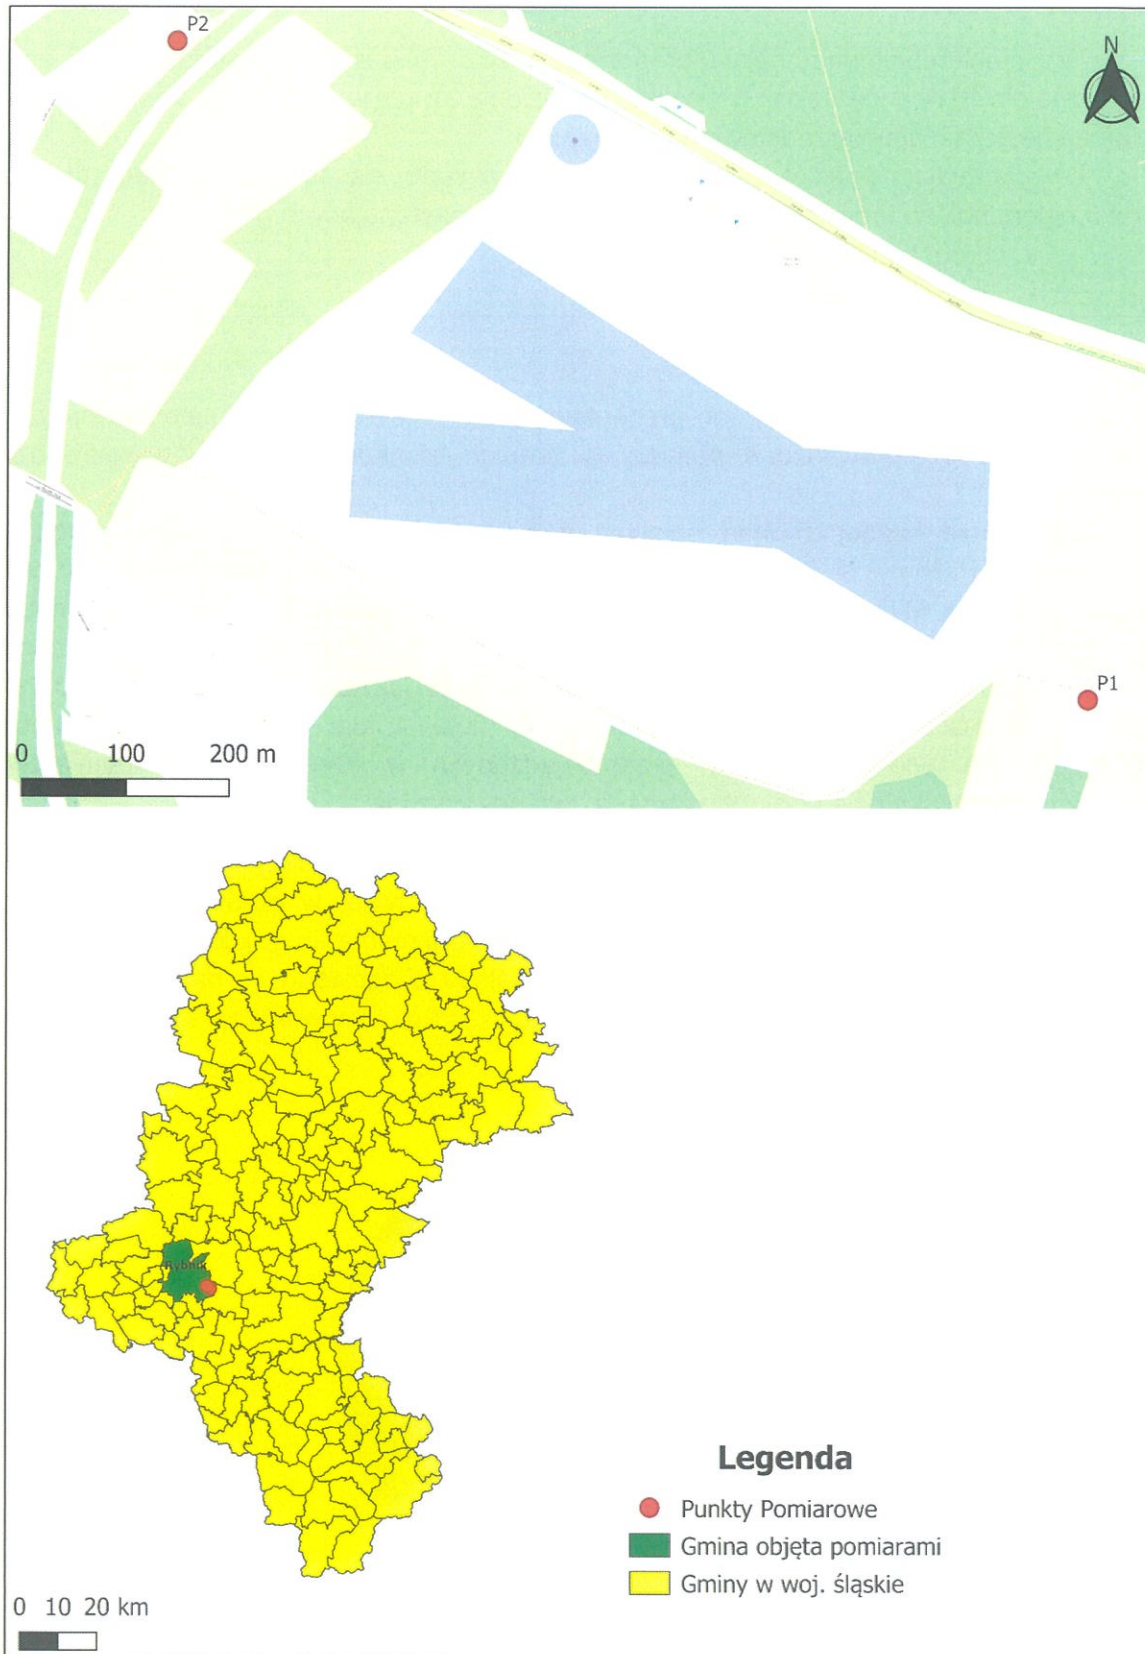 P2
N
P1
0 100 200 m
Rybnik
Legenda
Punkty Pomiarowe
Gmina objęta pomiarami
Gminy w woj. śląskie
0 10 20 km